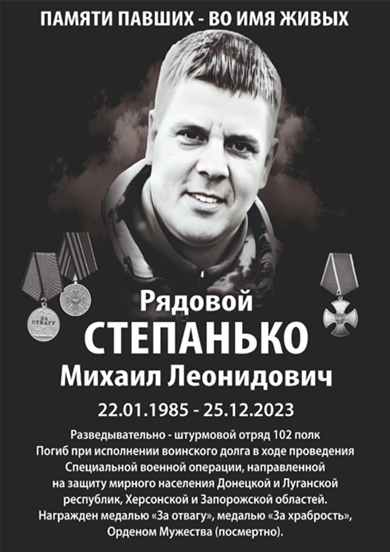 ПАМЯТИ ПАВШИХ - ВО ИМЯ ЖИВЫХ
ЗА
ОТВАГУ
Рядовой
СТЕПАНЬКО
Михаил Леонидович
22.01.1985 - 25.12.2023
Разведывательно - штурмовой отряд 102 полк
Погиб при исполнении воинского долга в ходе проведения
Специальной военной операции, направленной
на защиту мирного населения Донецкой и Луганской
республик, Херсонской и Запорожской областей.
Награжден медалью «За отвагу», медалью «За храбрость»,
Орденом Мужества (посмертно).